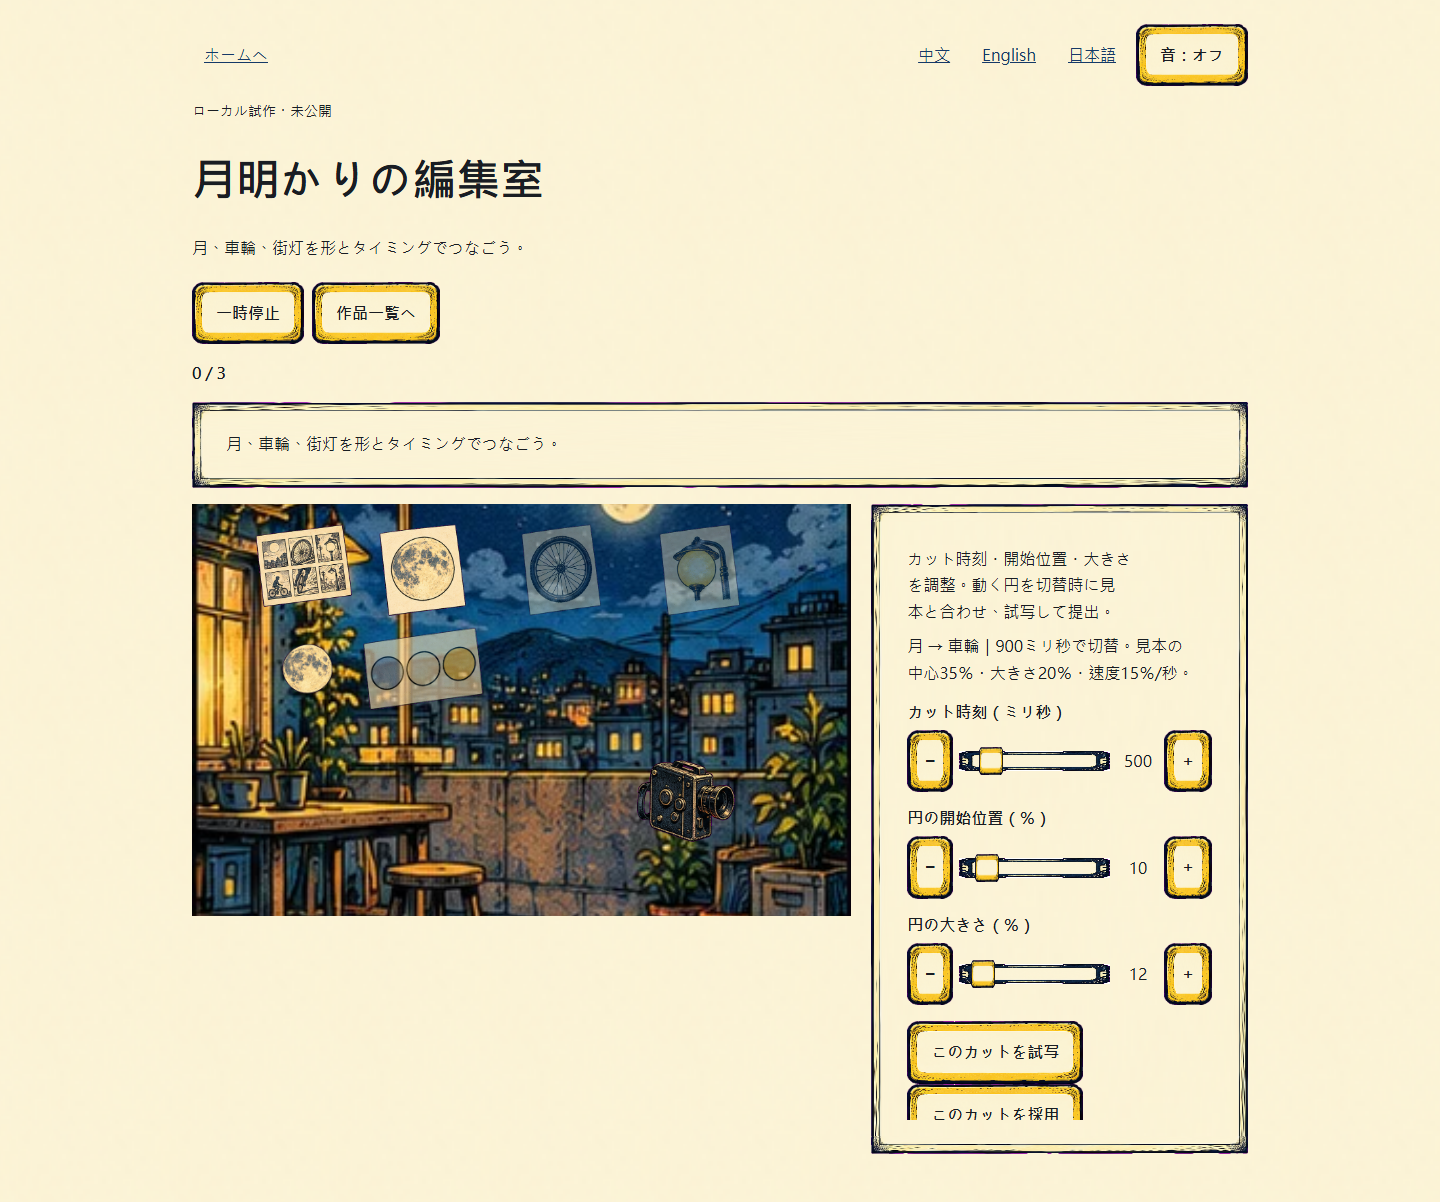 ホームへ
中文 English 日本語 音：オフ
ローカル試作・未公開
月明かりの編集室
月、車輪、街灯を形とタイミングでつなごう。
一時停止 作品一覧へ
0 / 3
月、車輪、街灯を形とタイミングでつなごう。
カット時刻・開始位置・大きさ
を調整。動く円を切替時に見
本と合わせ、試写して提出。
月 → 車輪 | 900ミリ秒で切替。見本の
中心35%・大きさ20%・速度15%/秒。
カット時刻（ミリ秒）
− 500 +
円の開始位置（%）
− 10 +
円の大きさ（%）
− 12 +
このカットを試写
このカットを採用